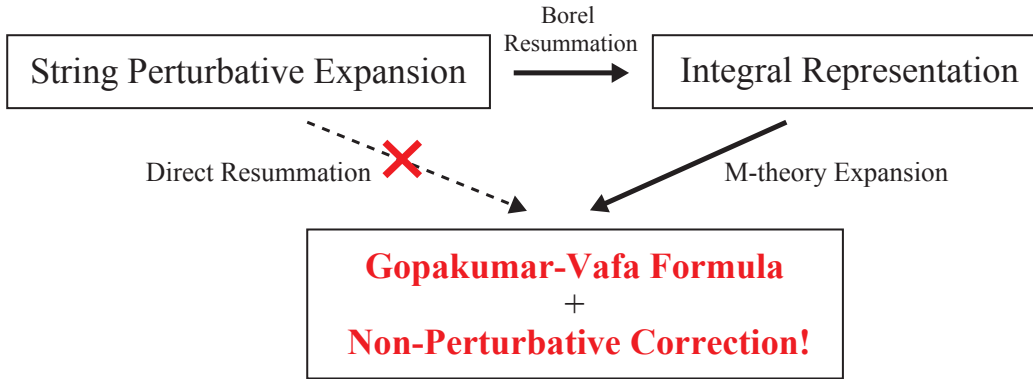 Borel
Resummation
String Perturbative Expansion
Integral Representation
Direct Resummation
M-theory Expansion
Gopakumar-Vafa Formula
+
Non-Perturbative Correction!